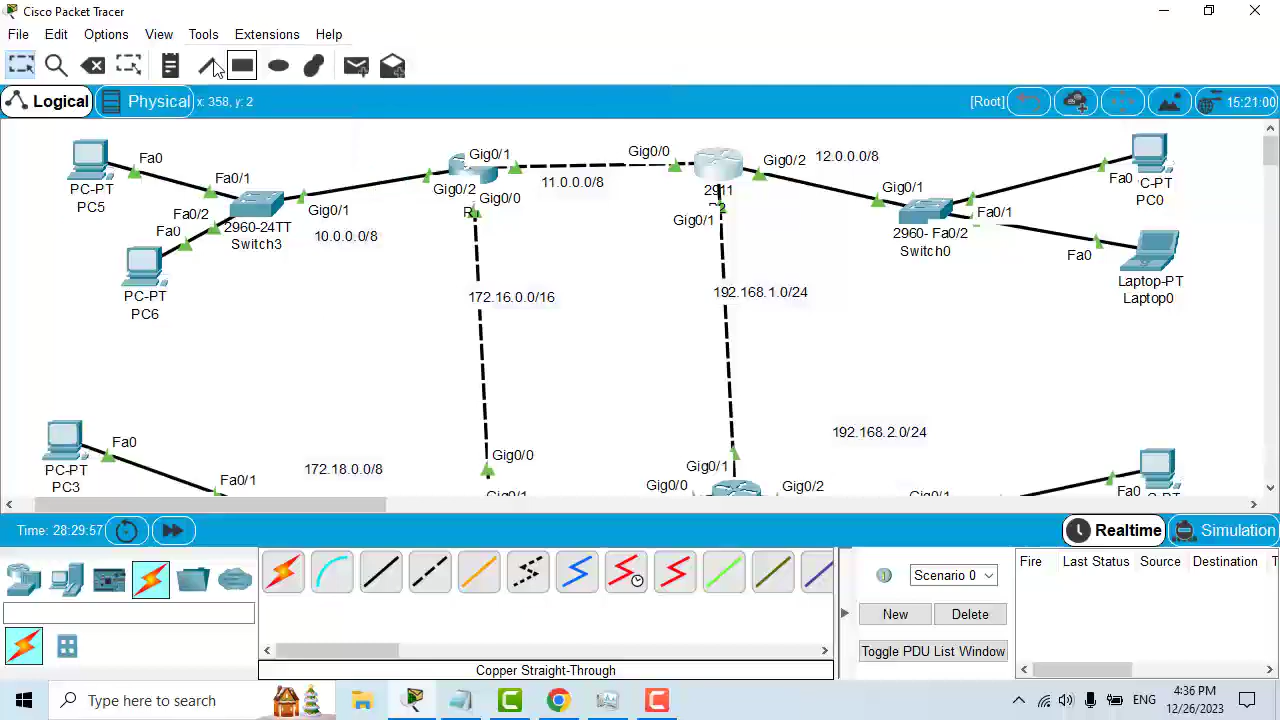 Cisco Packet Tracer
File Edit Options View Tools Extensions Help
Logical Physical x: 358, y: 2 [Root] 15:21:00
PC-PT
PC5
Fa0
Fa0/1
Fa0/2
Fa0
2960-24TT
Switch3
Gig0/1
10.0.0.0/8
PC-PT
PC6
Gig0/1
Gig0/2
Gig0/0
11.0.0.0/8
Gig0/0
2911
Gig0/1
Gig0/2
12.0.0.0/8
Gig0/1
2960- Fa0/2
Switch0
Fa0/1
Fa0
C-PT
PC0
Fa0
Laptop-PT
Laptop0
172.16.0.0/16
192.168.1.0/24
192.168.2.0/24
PC-PT
PC3
Fa0
Fa0/1
172.18.0.0/8
Gig0/0
Gig0/1
Gig0/1
Gig0/0
Gig0/2
Gig0/1
Fa0
Time: 28:29:57 Realtime Simulation
Scenario 0
New Delete
Toggle PDU List Window
Fire Last Status Source Destination T
Copper Straight-Through
Type here to search
ENG
4:36 PM
12/26/2023